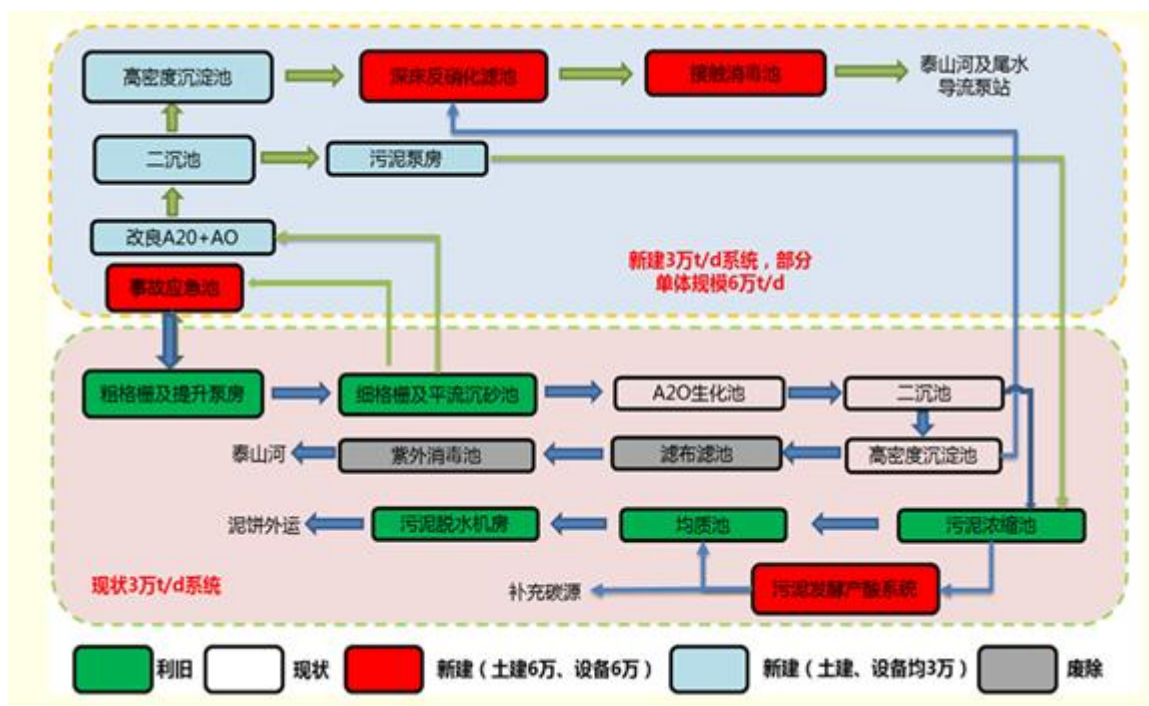 高密度沉淀池
深床反硝化滤池
接触消毒池
泰山河及尾水
导流泵站
二沉池
污泥泵房
改良A20+AO
新建3万t/d系统，部分
单体规模6万t/d
事故应急池
粗格栅及提升泵房
细格栅及平流沉砂池
A2O生化池
二沉池
泰山河
紫外消毒池
滤布滤池
高密度沉淀池
泥饼外运
污泥脱水机房
均质池
污泥浓缩池
现状3万t/d系统
补充碳源
污泥发酵产酸系统
利旧
现状
新建（土建6万、设备6万）
新建（土建、设备均3万）
废除